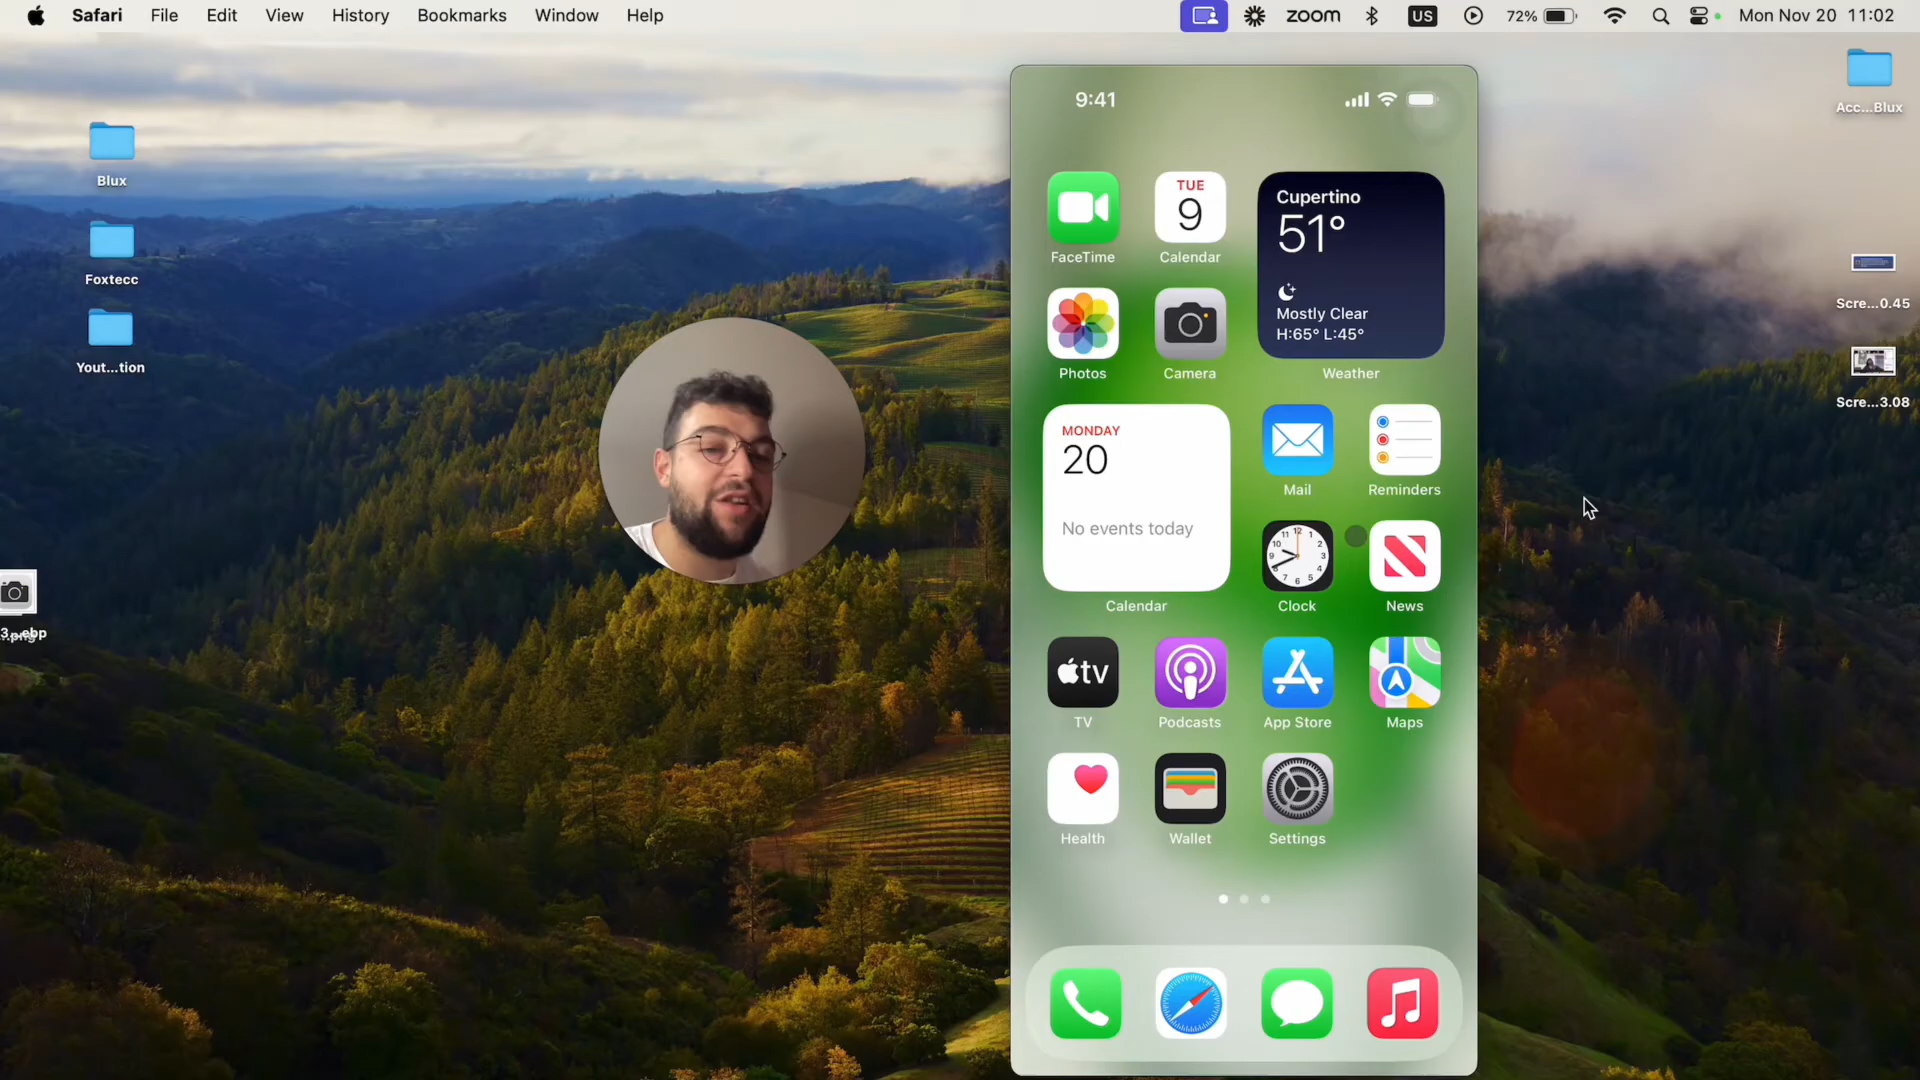 Safari File Edit View History Bookmarks Window Help
zoom US 72% Mon Nov 20 11:02
Blux
Foxtecc
Yout...tion
Acc...Blux
Scre...0.45
Scre...3.08
9:41
FaceTime
TUE
9
Calendar
Cupertino
51°
Mostly Clear
H:65° L:45°
Weather
Photos
Camera
MONDAY
20
No events today
Calendar
Mail
Reminders
Clock
News
tv
TV
Podcasts
App Store
Maps
Health
Wallet
Settings